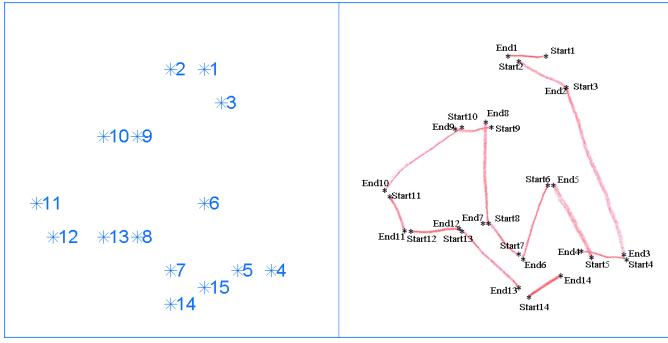 2 1
3
10 9
11
6
12 13 8
7 5 4
15
14
End1 Start1
Start2
End2 Start3
Start10 End8
End9 Start9
End10 Start6 End5
Start11
End7 Start8
End11 Start12 End12
Start13
Start7 End4 End3
End6 Start5 Start4
End13 End14
Start14